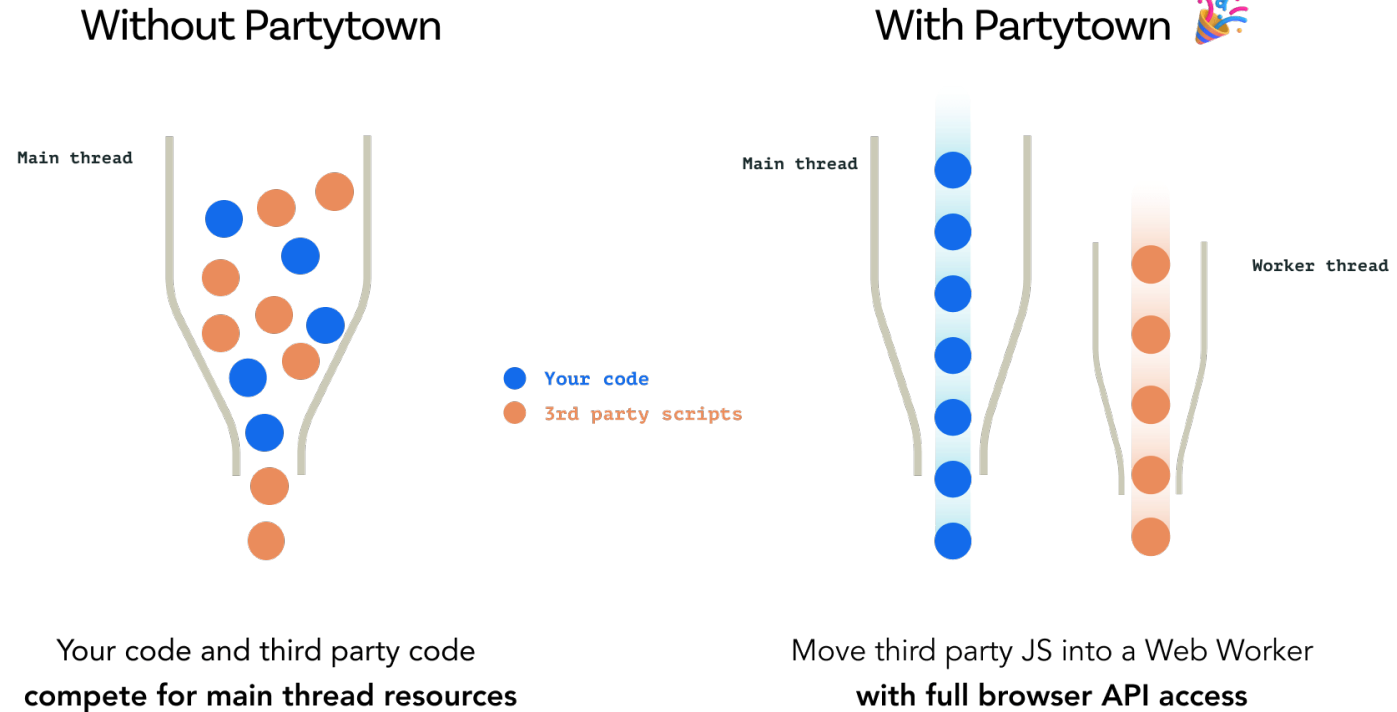 Without Partytown
Main thread
Your code
3rd party scripts
Your code and third party code
compete for main thread resources
With Partytown
Main thread
Worker thread
Move third party JS into a Web Worker
with full browser API access